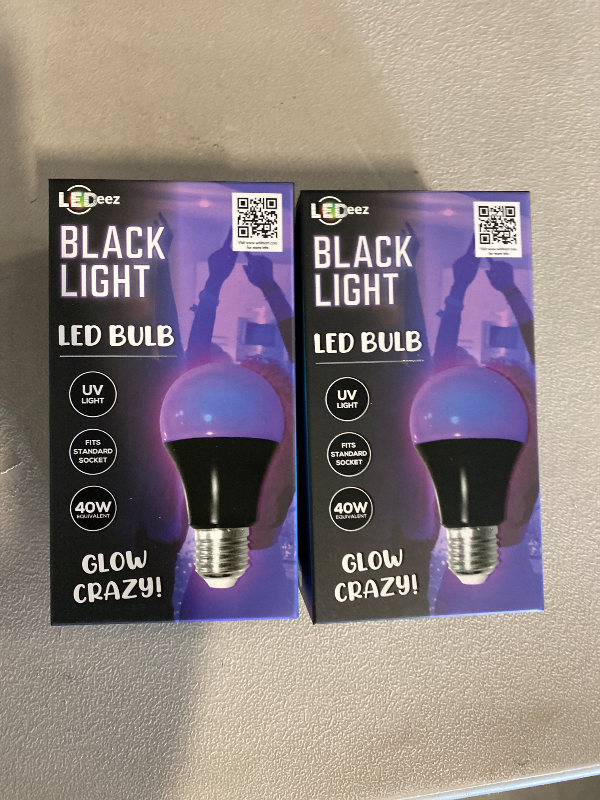 LEDeez
BLACK
LIGHT
LED BULB
UV
LIGHT
FITS
STANDARD
SOCKET
40W
EQUIVALENT
GLOW
CRAZY!
LEDeez
BLACK
LIGHT
LED BULB
UV
LIGHT
FITS
STANDARD
SOCKET
40W
EQUIVALENT
GLOW
CRAZY!